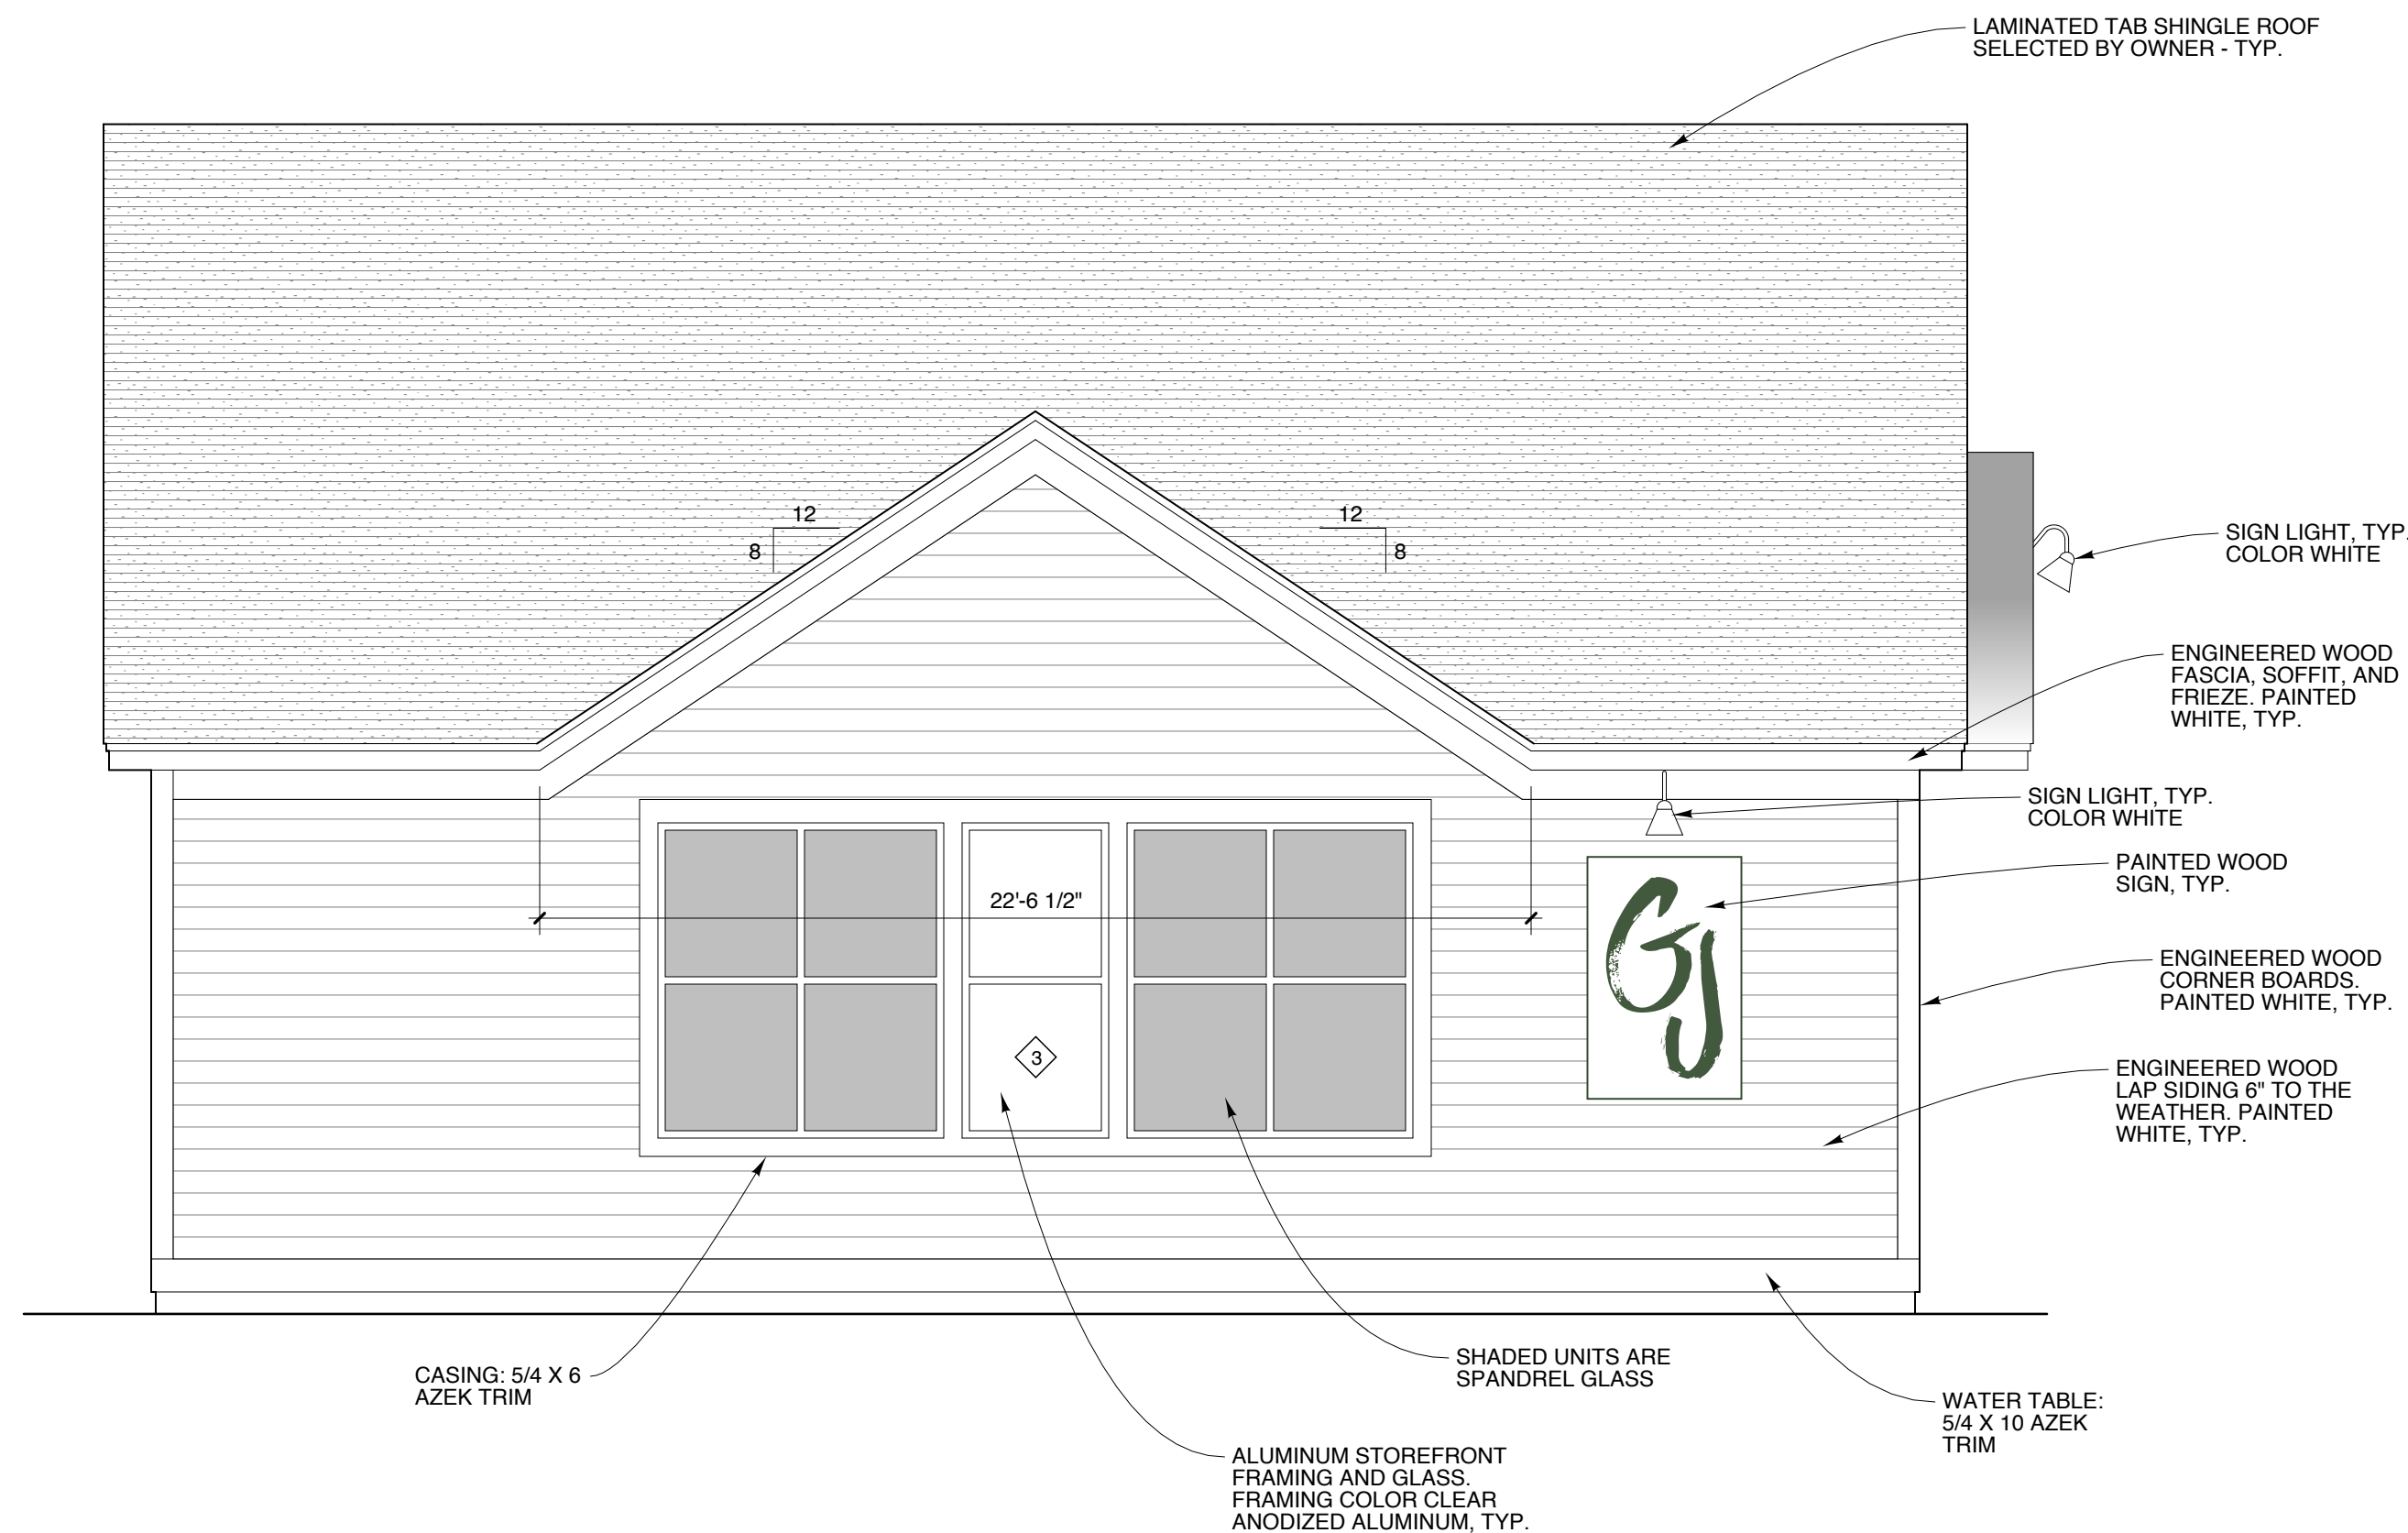 LAMINATED TAB SHINGLE ROOF
SELECTED BY OWNER - TYP.
12
8
12
8
SIGN LIGHT, TYP.
COLOR WHITE
ENGINEERED WOOD
FASCIA, SOFFIT, AND
FRIEZE. PAINTED
WHITE, TYP.
SIGN LIGHT, TYP.
COLOR WHITE
PAINTED WOOD
SIGN, TYP.
22'-6 1/2"
GJ
ENGINEERED WOOD
CORNER BOARDS.
PAINTED WHITE, TYP.
3
ENGINEERED WOOD
LAP SIDING 6" TO THE
WEATHER. PAINTED
WHITE, TYP.
CASING: 5/4 X 6
AZEK TRIM
SHADED UNITS ARE
SPANDREL GLASS
WATER TABLE:
5/4 X 10 AZEK
TRIM
ALUMINUM STOREFRONT
FRAMING AND GLASS.
FRAMING COLOR CLEAR
ANODIZED ALUMINUM, TYP.